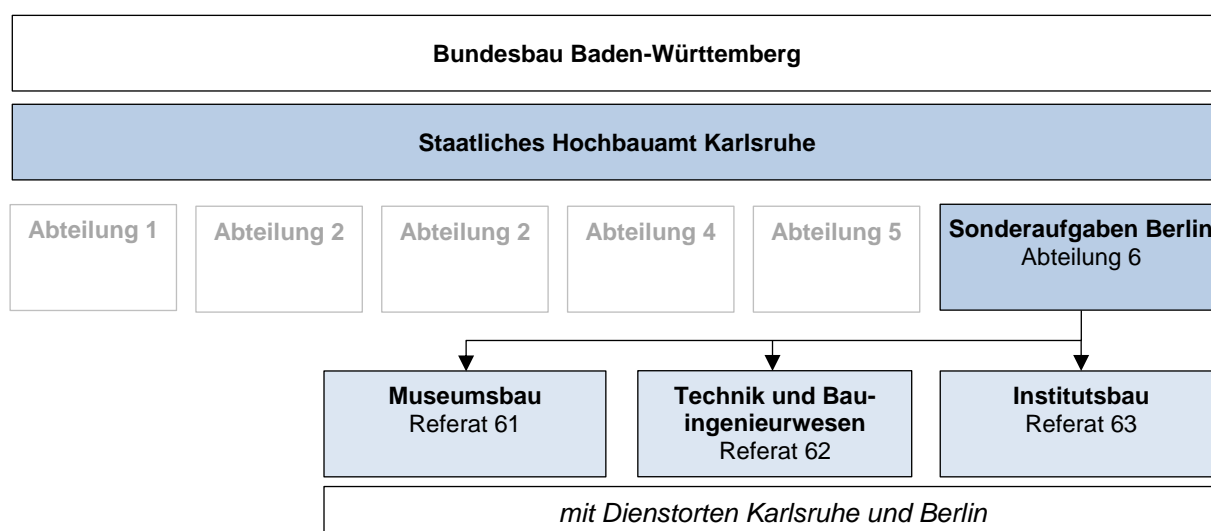 Bundesbau Baden-Württemberg
Staatliches Hochbauamt Karlsruhe
Abteilung 1
Abteilung 2
Abteilung 2
Abteilung 4
Abteilung 5
Sonderaufgaben Berlin
Abteilung 6
Museumsbau
Referat 61
Technik und Bau-
ingenieurwesen
Referat 62
Institutsbau
Referat 63
mit Dienstorten Karlsruhe und Berlin